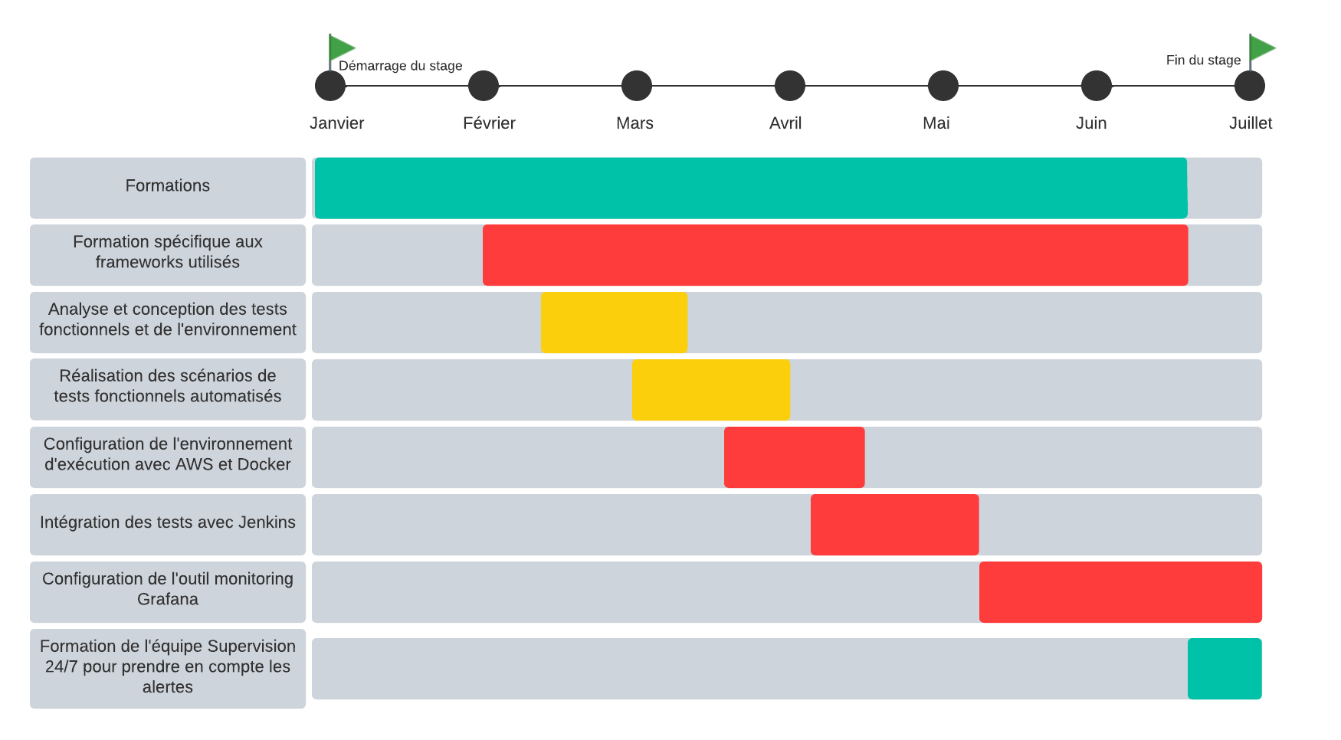 Démarrage du stage
Fin du stage
Janvier Février Mars Avril Mai Juin Juillet
Formations
Formation spécifique aux
frameworks utilisés
Analyse et conception des tests
fonctionnels et de l'environnement
Réalisation des scénarios de
tests fonctionnels automatisés
Configuration de l'environnement
d'exécution avec AWS et Docker
Intégration des tests avec Jenkins
Configuration de l'outil monitoring
Grafana
Formation de l'équipe Supervision
24/7 pour prendre en compte les
alertes